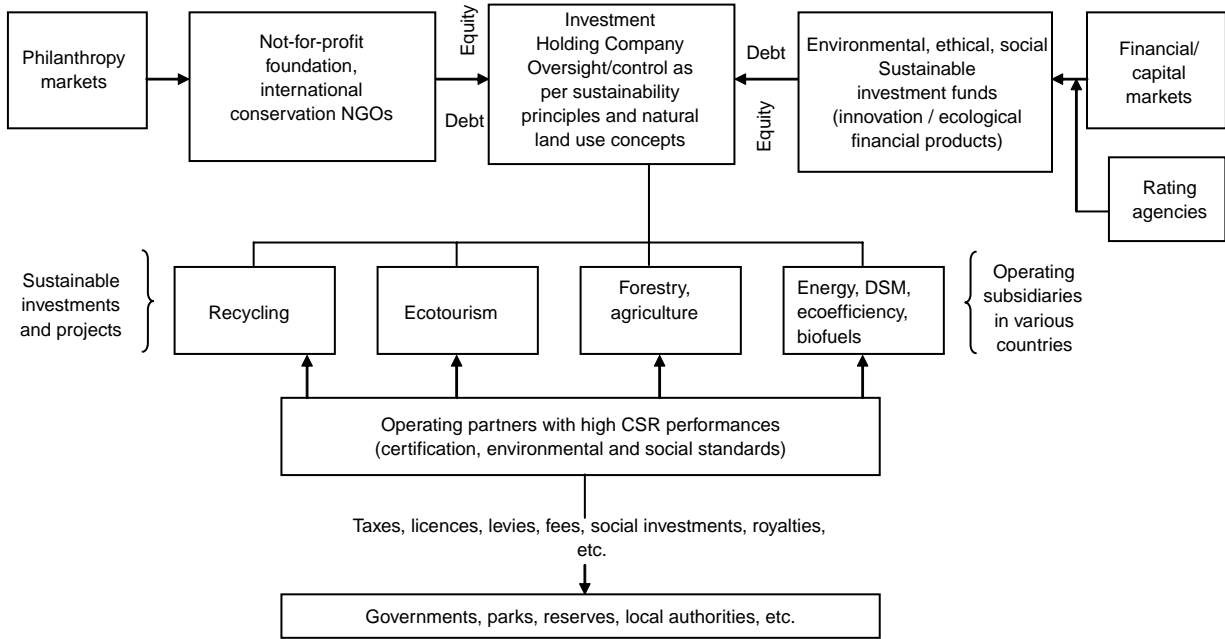 Philanthropy
markets
Not-for-profit
foundation,
international
conservation NGOs
Equity
Debt
Investment
Holding Company
Oversight/control as
per sustainability
principles and natural
land use concepts
Debt
Equity
Environmental, ethical, social
Sustainable
investment funds
(innovation / ecological
financial products)
Financial/
capital
markets
Rating
agencies
Sustainable
investments
and projects
Recycling
Ecotourism
Forestry,
agriculture
Energy, DSM,
ecoefficiency,
biofuels
Operating
subsidiaries
in various
countries
Operating partners with high CSR performances
(certification, environmental and social standards)
Taxes, licences, levies, fees, social investments, royalties,
etc.
Governments, parks, reserves, local authorities, etc.